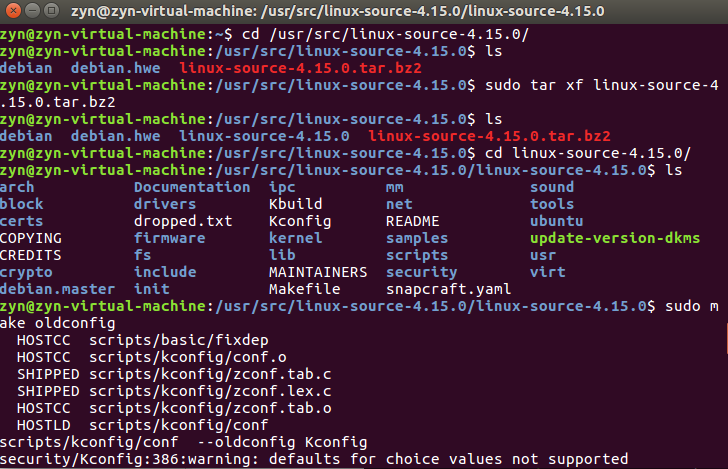 zyn@zyn-virtual-machine: /usr/src/linux-source-4.15.0/linux-source-4.15.0
zyn@zyn-virtual-machine:~$ cd /usr/src/linux-source-4.15.0/
zyn@zyn-virtual-machine:/usr/src/linux-source-4.15.0$ ls
debian  debian.hwe  linux-source-4.15.0.tar.bz2
zyn@zyn-virtual-machine:/usr/src/linux-source-4.15.0$ sudo tar xf linux-source-4
.15.0.tar.bz2
zyn@zyn-virtual-machine:/usr/src/linux-source-4.15.0$ ls
debian  debian.hwe  linux-source-4.15.0  linux-source-4.15.0.tar.bz2
zyn@zyn-virtual-machine:/usr/src/linux-source-4.15.0$ cd linux-source-4.15.0/
zyn@zyn-virtual-machine:/usr/src/linux-source-4.15.0/linux-source-4.15.0$ ls
arch           Documentation  ipc          mm              sound
block          drivers        Kbuild       net             tools
certs          dropped.txt    Kconfig      README          ubuntu
COPYING        firmware       kernel       samples         update-version-dkms
CREDITS        fs             lib          scripts         usr
crypto         include        MAINTAINERS  security        virt
debian.master  init           Makefile     snapcraft.yaml
zyn@zyn-virtual-machine:/usr/src/linux-source-4.15.0/linux-source-4.15.0$ sudo m
ake oldconfig
  HOSTCC  scripts/basic/fixdep
  HOSTCC  scripts/kconfig/conf.o
  SHIPPED scripts/kconfig/zconf.tab.c
  SHIPPED scripts/kconfig/zconf.lex.c
  HOSTCC  scripts/kconfig/zconf.tab.o
  HOSTLD  scripts/kconfig/conf
scripts/kconfig/conf  --oldconfig Kconfig
security/Kconfig:386:warning: defaults for choice values not supported